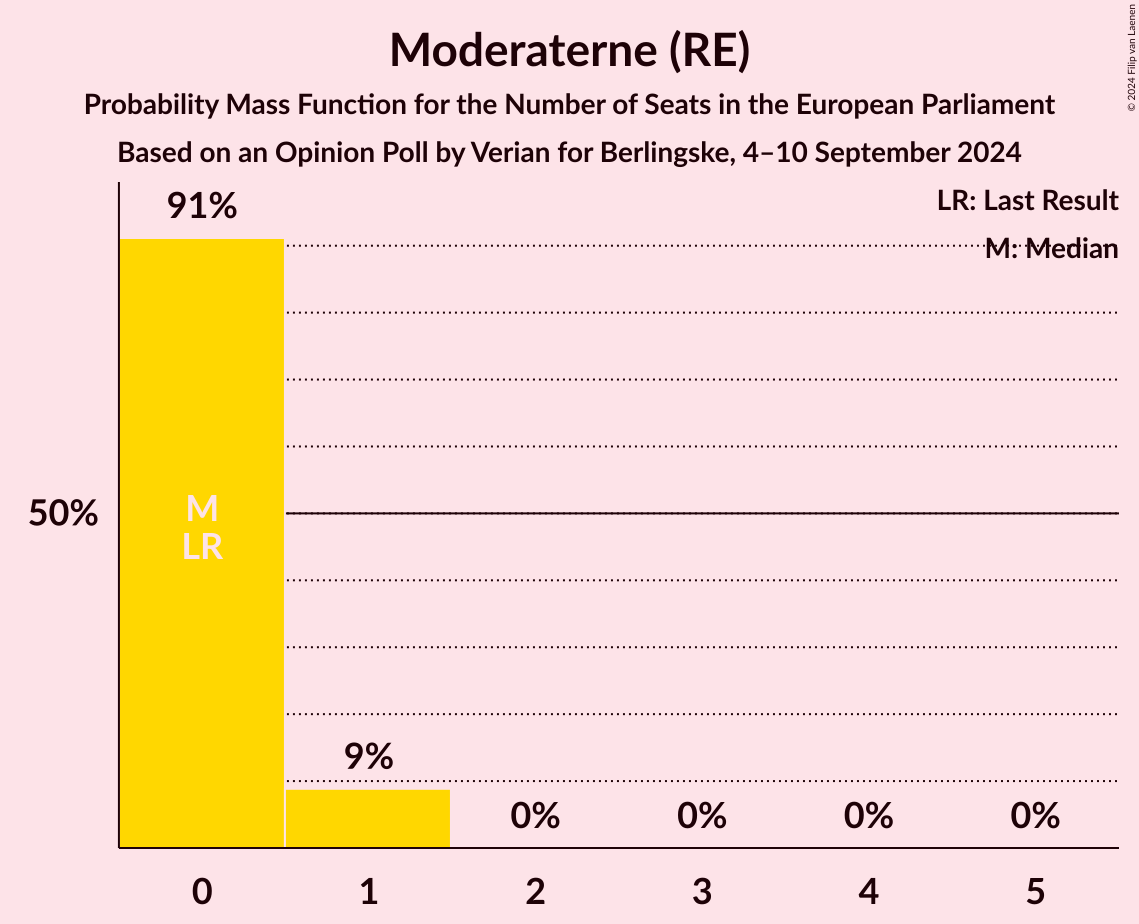 Moderaterne (RE)
Probability Mass Function for the Number of Seats in the European Parliament
Based on an Opinion Poll by Verian for Berlingske, 4–10 September 2024
© 2024 Filip van Laenen
LR: Last Result
M: Median
91%
50%
M
LR
9%
0%
0%
0%
0%
0
1
2
3
4
5